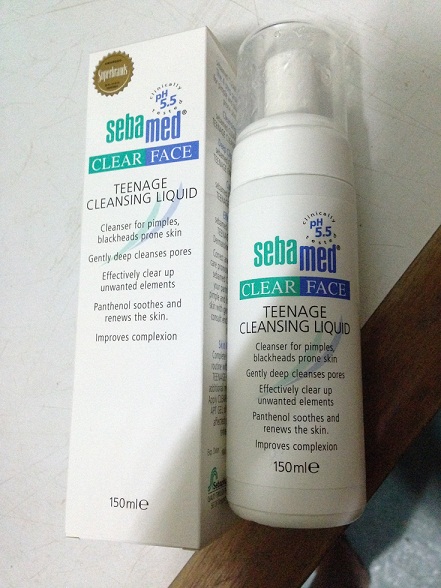 Superbrands
clinically
pH
5.5
tested
sebamed®
CLEAR FACE
TEENAGE
CLEANSING LIQUID
Cleanser for pimples,
blackheads prone skin
Gently deep cleanses pores
Effectively clear up
unwanted elements
Panthenol soothes and
renews the skin.
Improves complexion
150ml℮
clinically
pH
5.5
tested
sebamed®
CLEAR FACE
TEENAGE
CLEANSING LIQUID
Cleanser for pimples,
blackheads prone skin
Gently deep cleanses pores
Effectively clear up
unwanted elements
Panthenol soothes and
renews the skin.
Improves complexion
150ml℮